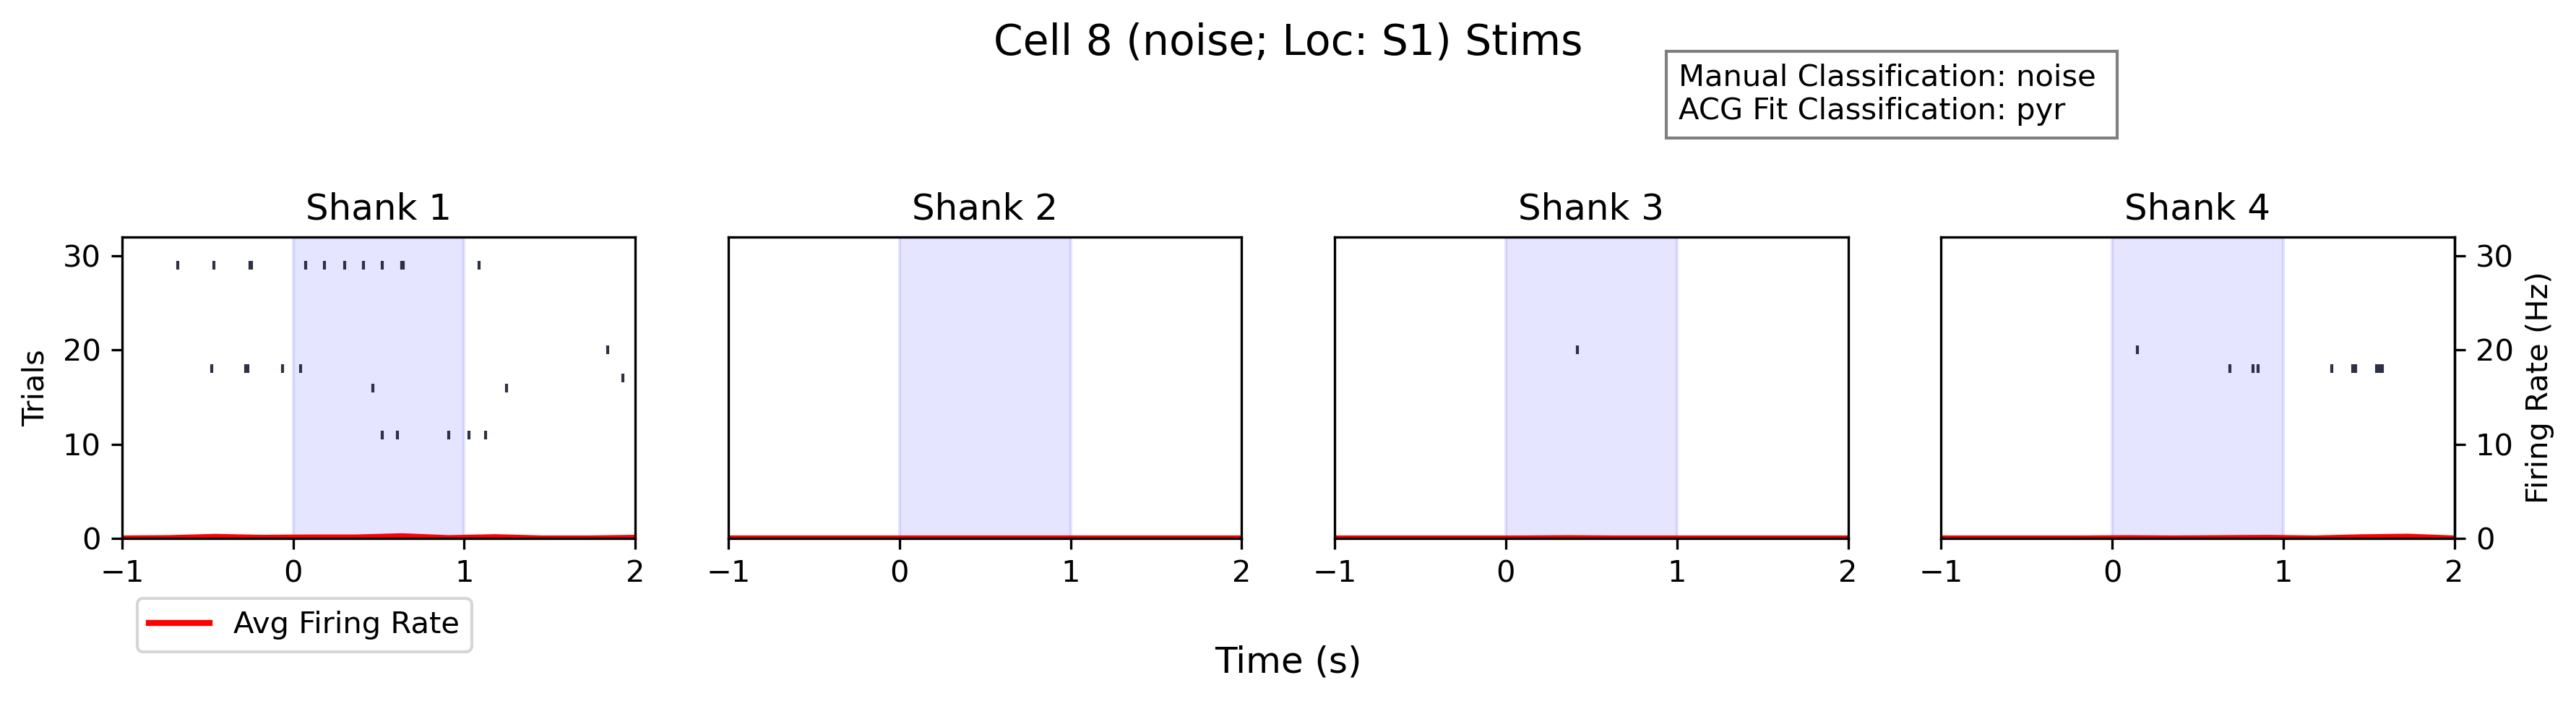 Cell 8 (noise; Loc: S1) Stims
Manual Classification: noise
ACG Fit Classification: pyr
Shank 1
Shank 2
Shank 3
Shank 4
Trials
30
20
10
0
−1
0
1
2
−1
0
1
2
−1
0
1
2
−1
0
1
2
30
20
10
0
Firing Rate (Hz)
Avg Firing Rate
Time (s)